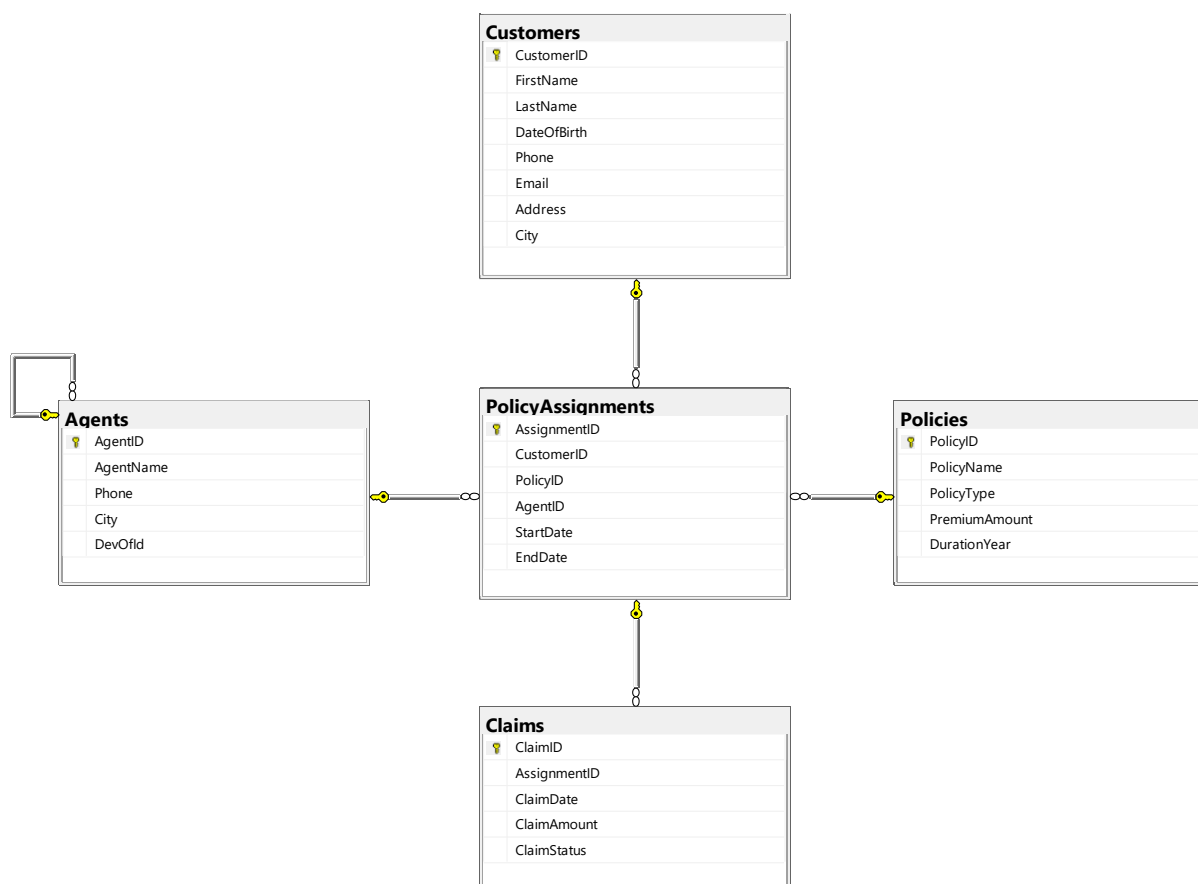 Customers
CustomerID
FirstName
LastName
DateOfBirth
Phone
Email
Address
City
Agents
AgentID
AgentName
Phone
City
DevOfId
PolicyAssignments
AssignmentID
CustomerID
PolicyID
AgentID
StartDate
EndDate
Policies
PolicyID
PolicyName
PolicyType
PremiumAmount
DurationYear
Claims
ClaimID
AssignmentID
ClaimDate
ClaimAmount
ClaimStatus